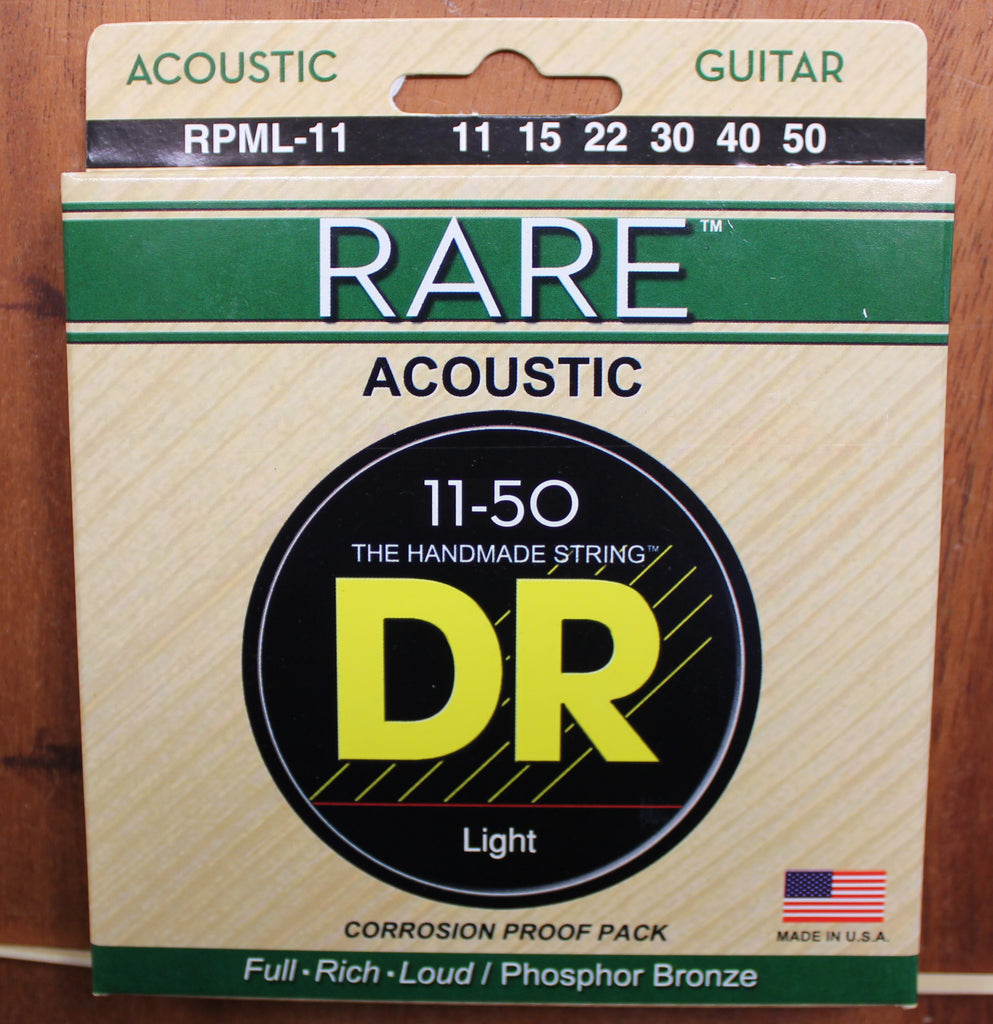 ACOUSTIC GUITAR
RPML-11 11 15 22 30 40 50
RARE™
ACOUSTIC
11-50
THE HANDMADE STRING™
DR
Light
CORROSION PROOF PACK
MADE IN U.S.A.
Full • Rich • Loud / Phosphor Bronze